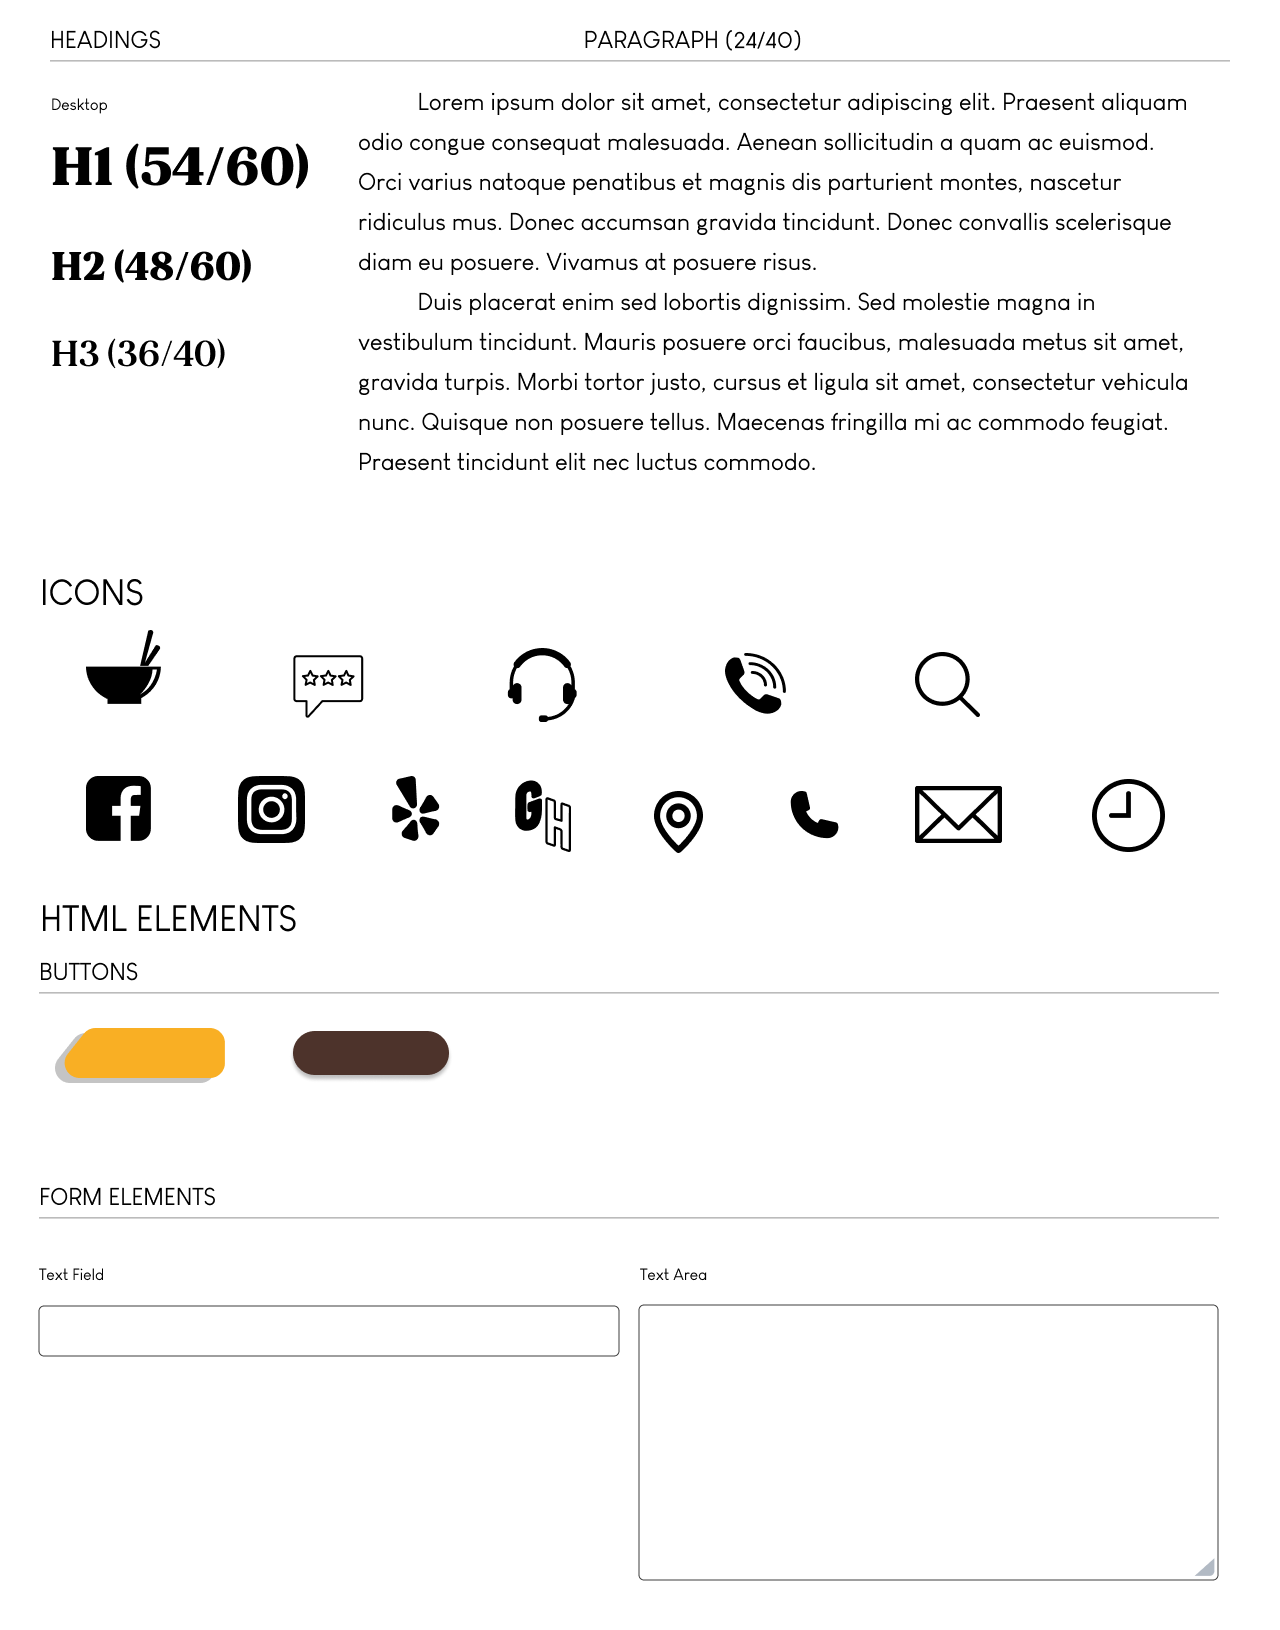 HEADINGS
PARAGRAPH (24/40)
Desktop
H1 (54/60)
H2 (48/60)
H3 (36/40)
Lorem ipsum dolor sit amet, consectetur adipiscing elit. Praesent aliquam
odio congue consequat malesuada. Aenean sollicitudin a quam ac euismod.
Orci varius natoque penatibus et magnis dis parturient montes, nascetur
ridiculus mus. Donec accumsan gravida tincidunt. Donec convallis scelerisque
diam eu posuere. Vivamus at posuere risus.
Duis placerat enim sed lobortis dignissim. Sed molestie magna in
vestibulum tincidunt. Mauris posuere orci faucibus, malesuada metus sit amet,
gravida turpis. Morbi tortor justo, cursus et ligula sit amet, consectetur vehicula
nunc. Quisque non posuere tellus. Maecenas fringilla mi ac commodo feugiat.
Praesent tincidunt elit nec luctus commodo.
ICONS
GH
HTML ELEMENTS
BUTTONS
FORM ELEMENTS
Text Field
Text Area